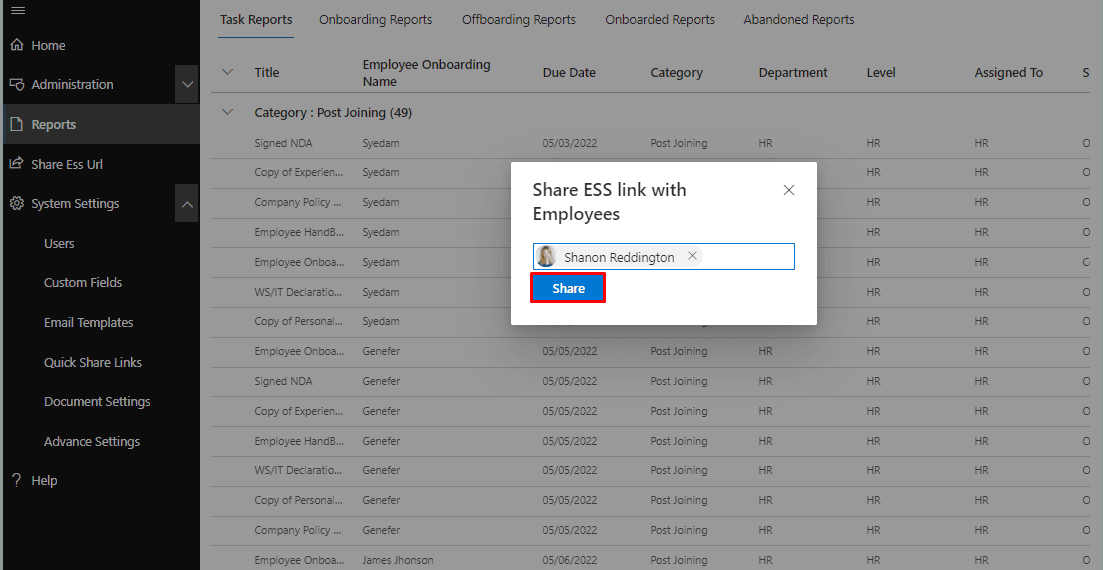 Home
Administration
Reports
Share Ess Url
System Settings
Users
Custom Fields
Email Templates
Quick Share Links
Document Settings
Advance Settings
? Help
Task Reports Onboarding Reports Offboarding Reports Onboarded Reports Abandoned Reports
Title Employee Onboarding Name Due Date Category Department Level Assigned To S
Category : Post Joining (49)
Signed NDA Syedam 05/03/2022 Post Joining HR HR HR O
Copy of Experien... Syedam HR HR O
Company Policy ... Syedam HR HR O
Employee HandB... Syedam HR HR O
Employee Onboa... Syedam HR HR
WS/IT Declaratio... Syedam HR HR O
Copy of Personal... Syedam Post Joining HR HR O
Employee Onboa... Genefer 05/05/2022 Post Joining HR HR HR O
Signed NDA Genefer 05/05/2022 Post Joining HR HR HR O
Copy of Experien... Genefer 05/05/2022 Post Joining HR HR HR O
Employee HandB... Genefer 05/05/2022 Post Joining HR HR HR O
WS/IT Declaratio... Genefer 05/05/2022 Post Joining HR HR HR O
Copy of Personal... Genefer 05/05/2022 Post Joining HR HR HR O
Company Policy ... Genefer 05/05/2022 Post Joining HR HR HR O
Employee Onboa... James Jhonson 05/06/2022 Post Joining HR HR HR O
Share ESS link with
Employees
Shanon Reddington
Share